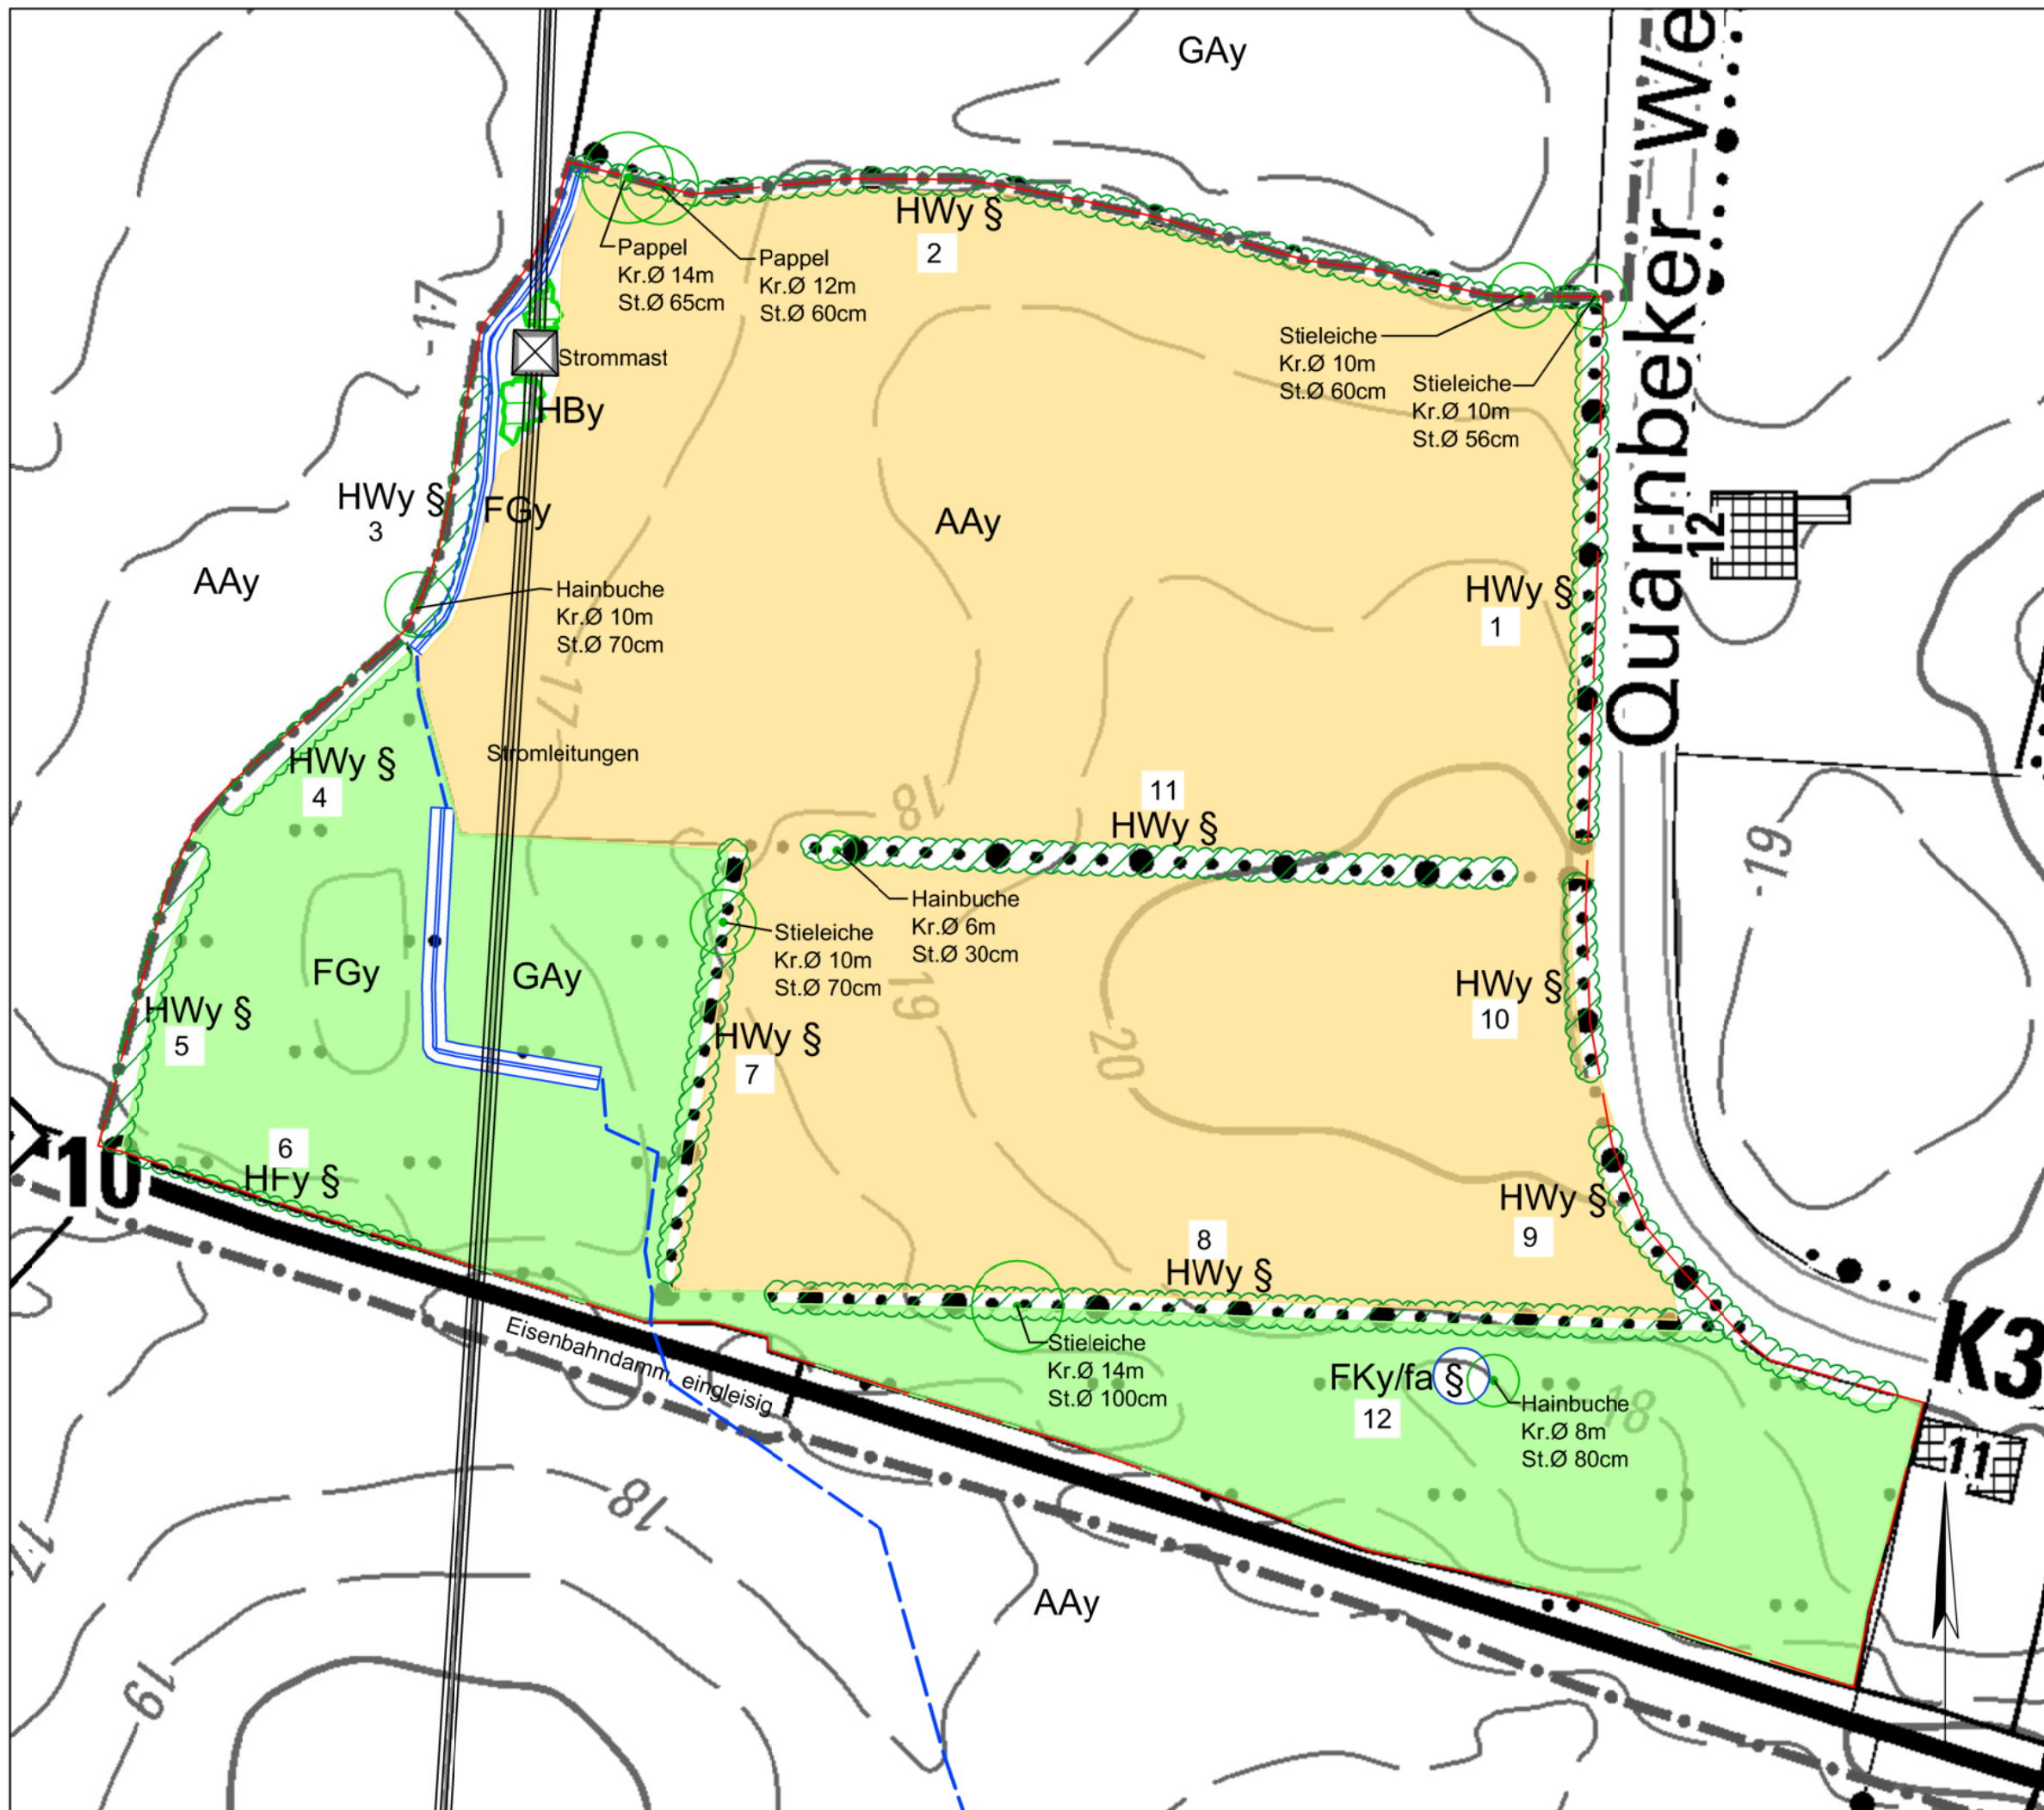 GAy
Quarnbeker We
HWy §
2
Pappel
Kr.Ø 14m
St.Ø 65cm
Pappel
Kr.Ø 12m
St.Ø 60cm
-17
Strommast
Stieleiche
Kr.Ø 10m
St.Ø 60cm
Stieleiche
Kr.Ø 10m
St.Ø 56cm
HBy
HWy §
3
FGy
AAy
12
AAy
Hainbuche
Kr.Ø 10m
St.Ø 70cm
HWy §
1
17
Stromleitungen
HWy §
4
18
11
HWy §
-19
Hainbuche
Kr.Ø 6m
St.Ø 30cm
Stieleiche
Kr.Ø 10m
St.Ø 70cm
FGy
GAy
19
HWy §
10
HWy §
5
HWy §
7
20
6
HFy §
10
HWy §
9
8
HWy §
Eisenbahndamm, eingleisig
Stieleiche
Kr.Ø 14m
St.Ø 100cm
FKy/fa §
12
Hainbuche
Kr.Ø 8m
St.Ø 80cm
18
K3
11
18
17
AAy
19